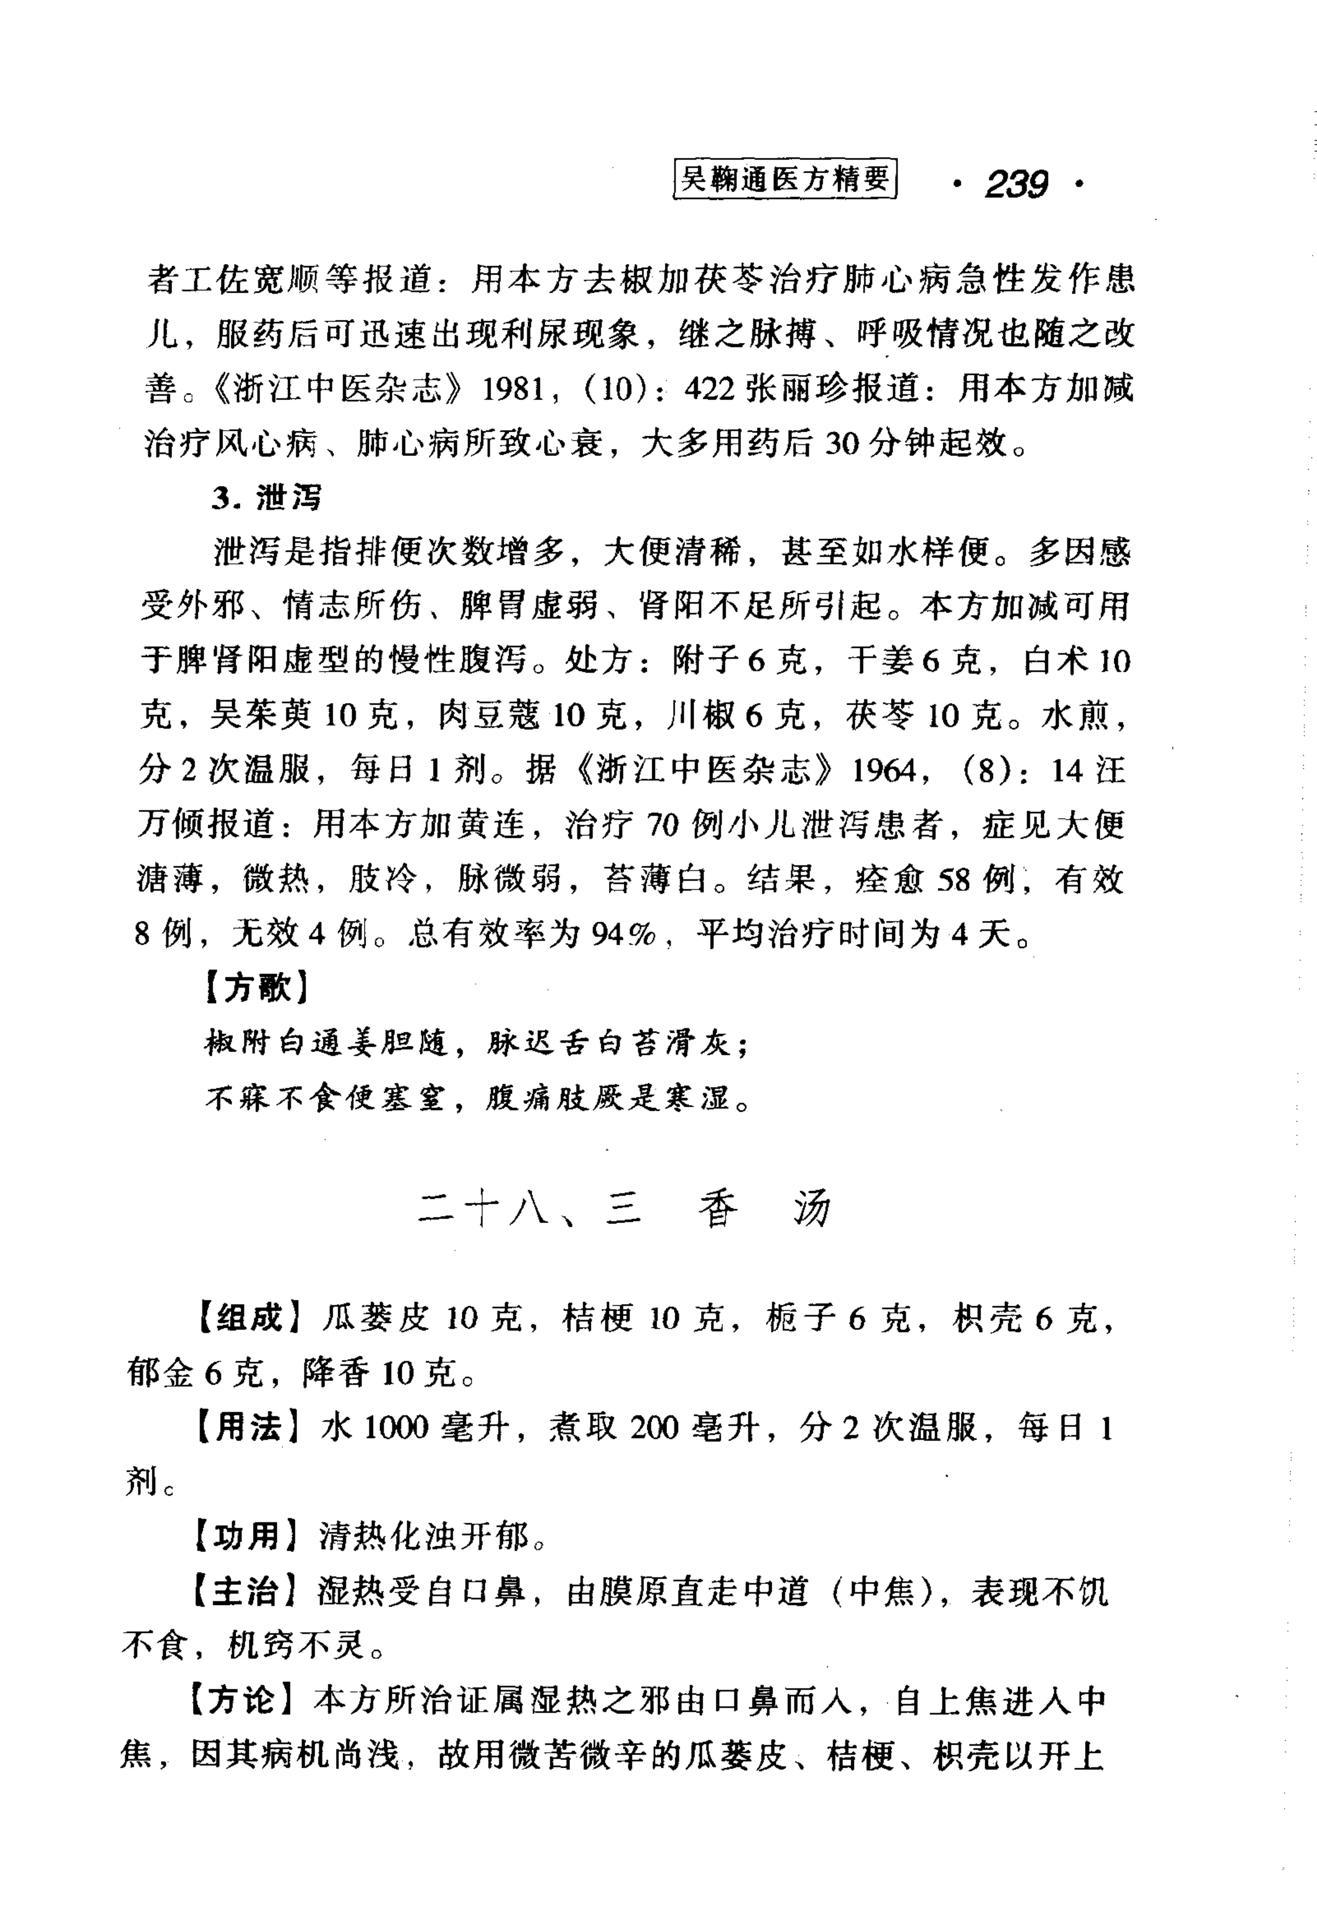 吴鞠通医方精要 · 239 ·
者工佐宽顺等报道：用本方去椒加茯苓治疗肺心病急性发作患
儿，服药后可迅速出现利尿现象，继之脉搏、呼吸情况也随之改
善。《浙江中医杂志》1981，(10)：422 张丽珍报道：用本方加减
治疗风心病、肺心病所致心衰，大多用药后 30 分钟起效。
3. 泄泻
泄泻是指排便次数增多，大便清稀，甚至如水样便。多因感
受外邪、情志所伤、脾胃虚弱、肾阳不足所引起。本方加减可用
于脾肾阳虚型的慢性腹泻。处方：附子 6 克，干姜 6 克，白术 10
克，吴茱萸 10 克，肉豆蔻 10 克，川椒 6 克，茯苓 10 克。水煎，
分 2 次温服，每日 1 剂。据《浙江中医杂志》1964，(8)：14 汪
万倾报道：用本方加黄连，治疗 70 例小儿泄泻患者，症见大便
溏薄，微热，肢冷，脉微弱，苔薄白。结果，痊愈 58 例，有效
8 例，无效 4 例。总有效率为 94%，平均治疗时间为 4 天。
【方歌】
椒附白通姜胆随，脉迟舌白苔滑灰；
不寐不食便塞窒，腹痛肢厥是寒湿。
二十八、三 香 汤
【组成】瓜蒌皮 10 克，桔梗 10 克，栀子 6 克，枳壳 6 克，
郁金 6 克，降香 10 克。
【用法】水 1000 毫升，煮取 200 毫升，分 2 次温服，每日 1
剂。
【功用】清热化浊开郁。
【主治】湿热受自口鼻，由膜原直走中道（中焦），表现不饥
不食，机窍不灵。
【方论】本方所治证属湿热之邪由口鼻而人，自上焦进人中
焦，因其病机尚浅，故用微苦微辛的瓜蒌皮、桔梗、枳壳以开上